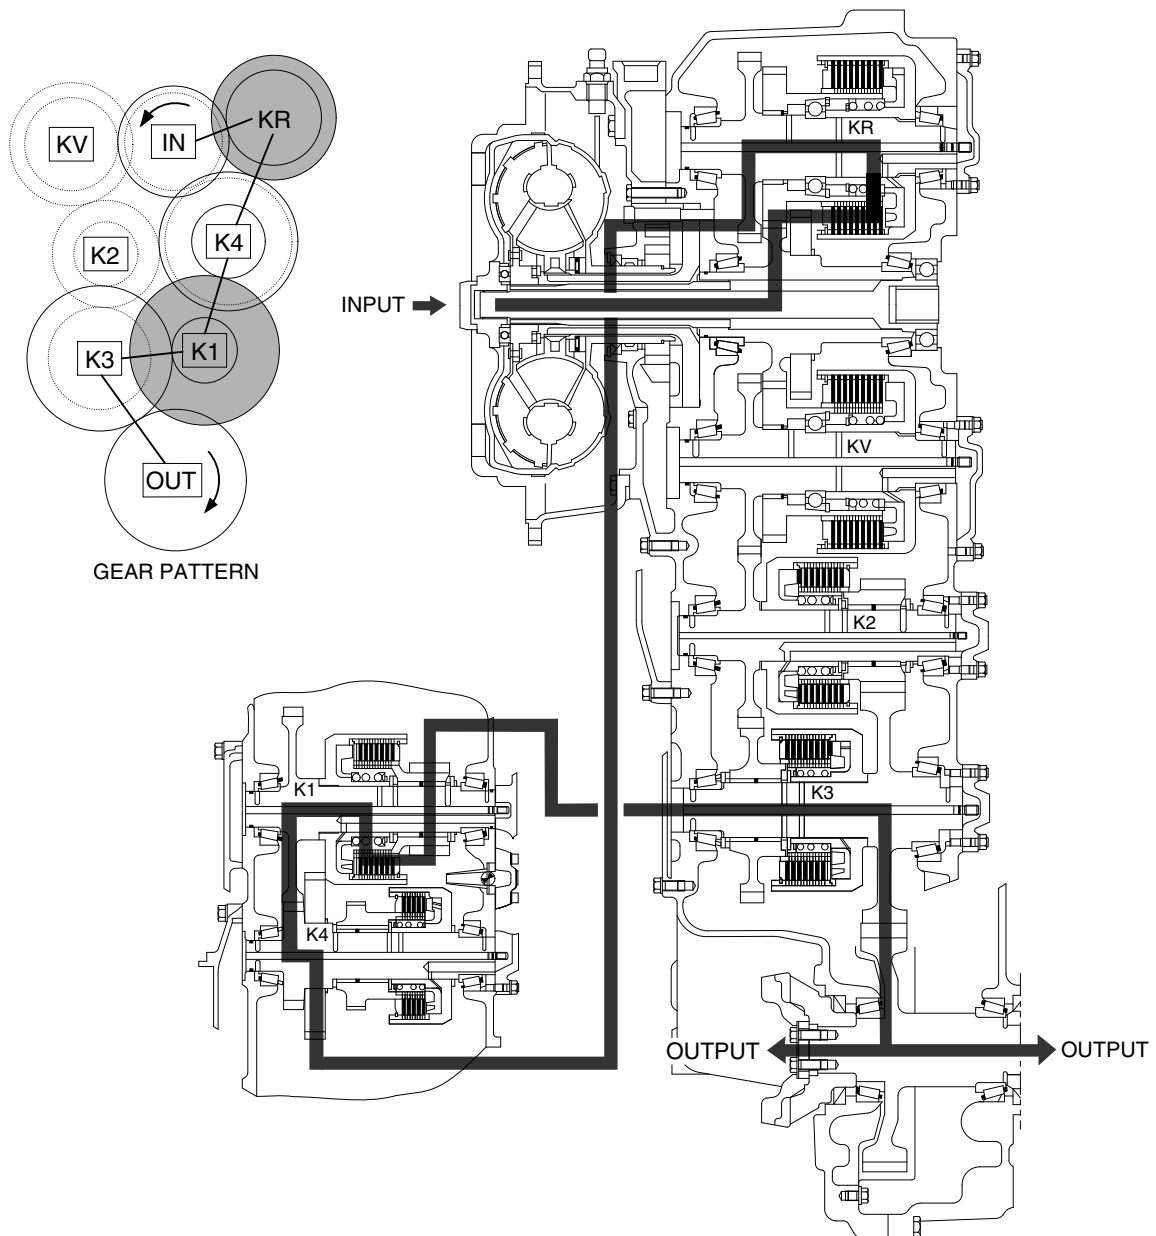 KV
IN
KR
K2
K4
K3
K1
OUT
GEAR PATTERN
INPUT
KR
KV
K2
K3
K1
K4
OUTPUT
OUTPUT